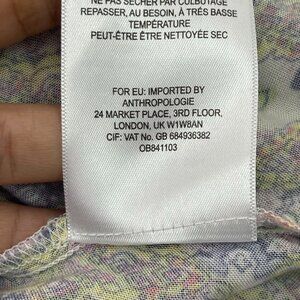 NE PAS SÉCHER PAR CULBUTAGE
REPASSER, AU BESOIN, À TRÉS BASSE
TEMPÉRATURE
PEUT-ÊTRE ÊTRE NETTOYÉE SEC
FOR EU: IMPORTED BY
ANTHROPOLOGIE
24 MARKET PLACE, 3RD FLOOR,
LONDON, UK W1W8AN
CIF: VAT No. GB 684936382
OB841103